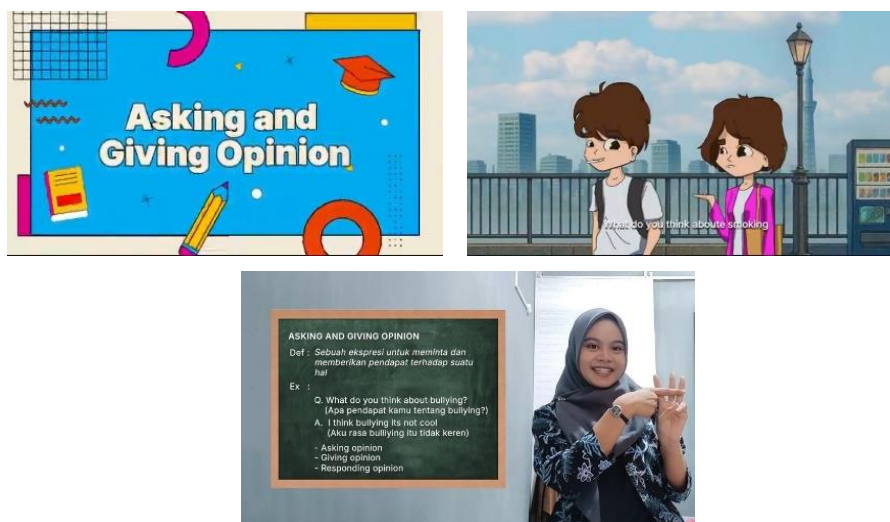 Asking and
Giving Opinion
What do you think aboute smoking
ASKING AND GIVING OPINION
Def : Sebuah ekspresi untuk meminta dan
memberikan pendapat terhadap suatu
hal
Ex :
Q. What do you think about bullying?
(Apa pendapat kamu tentang bullying?)
A. I think bullying its not cool
(Aku rasa bulliying itu tidak keren)
- Asking opinion
- Giving opinion
- Responding opinion